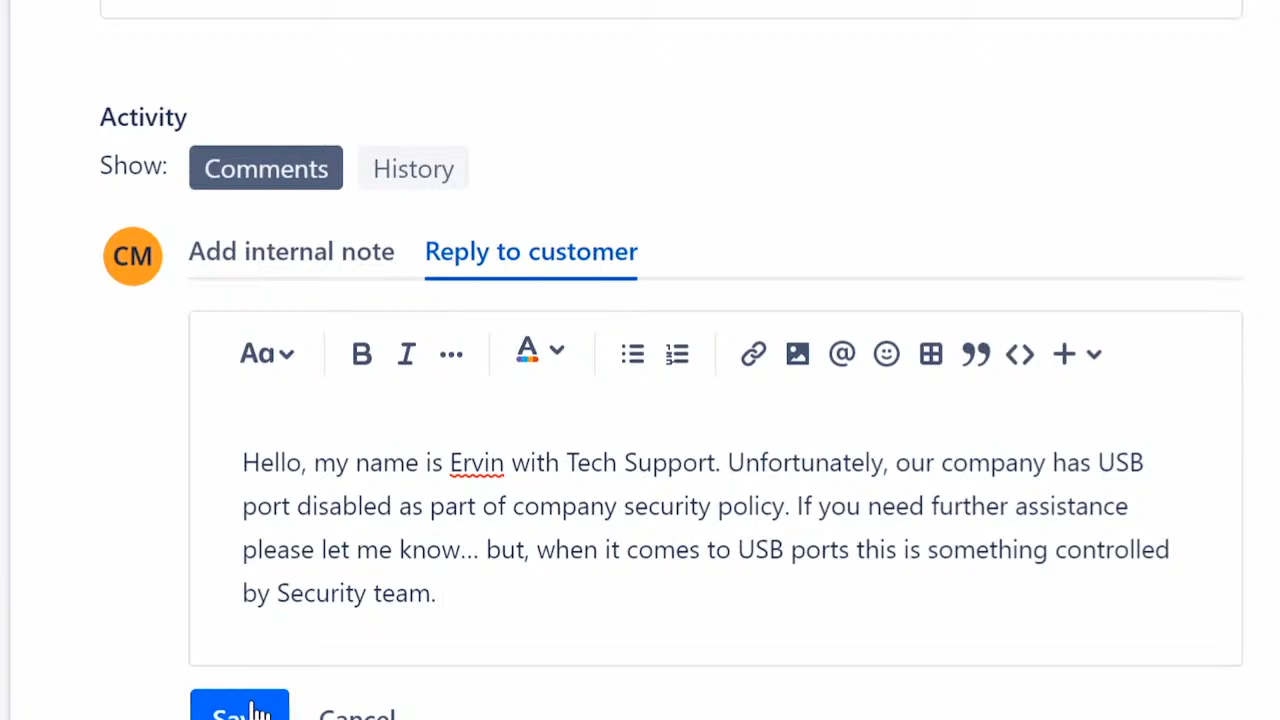 Activity
Show: Comments History
CM Add internal note Reply to customer
Aa B I ... A @ +
Hello, my name is Ervin with Tech Support. Unfortunately, our company has USB
port disabled as part of company security policy. If you need further assistance
please let me know... but, when it comes to USB ports this is something controlled
by Security team.
Cancel